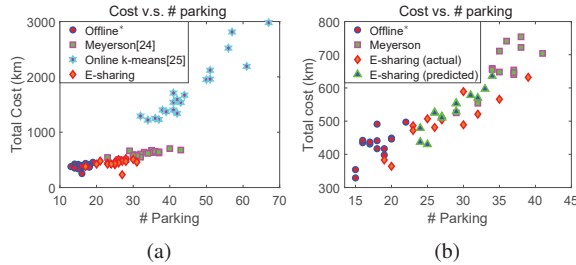 Cost v.s. # parking
Offline*
Meyerson[24]
Online k-means[25]
E-sharing
Total Cost (km)
3000
2000
1000
500
0
10 20 30 40 50 60 70
# Parking
(a)
Cost vs. # parking
Offline*
Meyerson
E-sharing (actual)
E-sharing (predicted)
Total cost (km)
800
700
600
500
400
300
15 20 25 30 35 40 45
# Parking
(b)